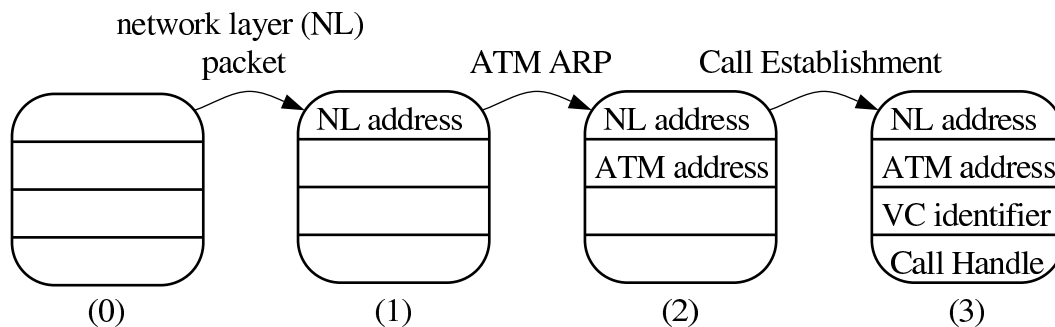 network layer (NL)
packet
ATM ARP
Call Establishment
NL address
NL address
ATM address
NL address
ATM address
VC identifier
Call Handle
(0)
(1)
(2)
(3)